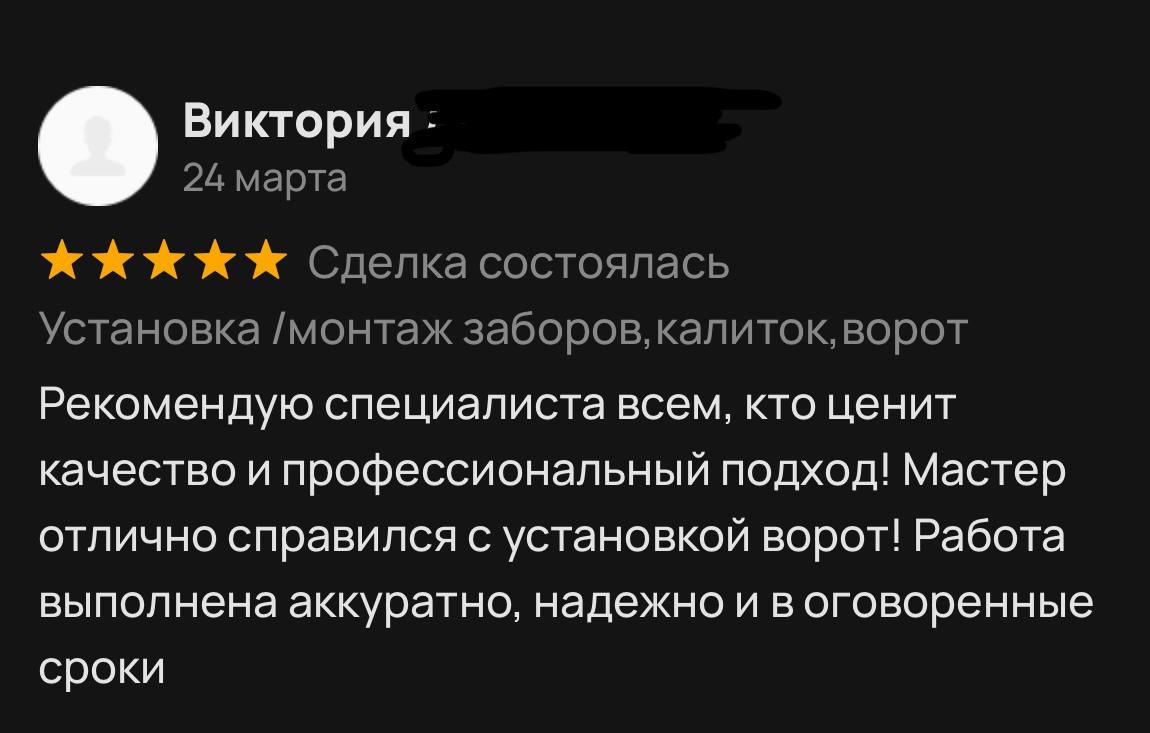 Виктория
24 марта
Сделка состоялась
Установка /монтаж заборов,калиток,ворот
Рекомендую специалиста всем, кто ценит
качество и профессиональный подход! Мастер
отлично справился с установкой ворот! Работа
выполнена аккуратно, надежно и в оговоренные
сроки